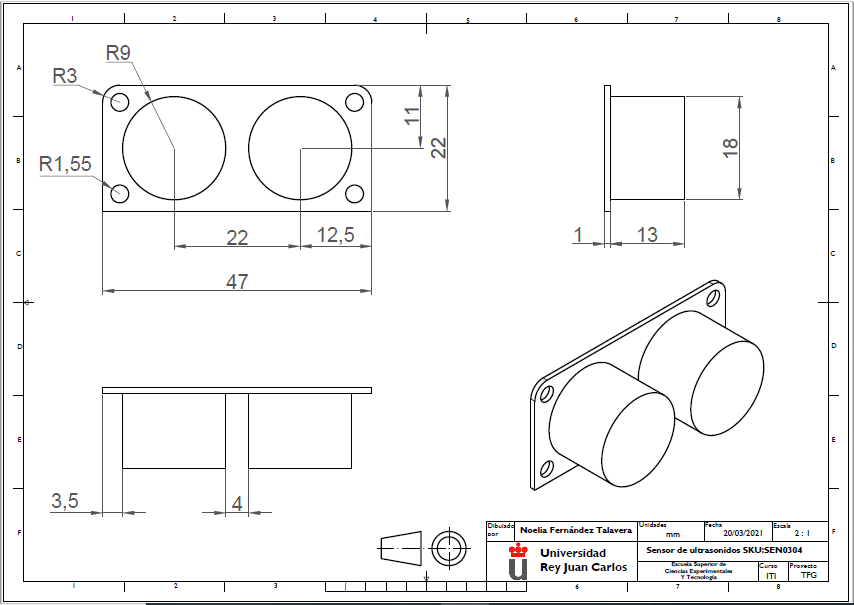 1 2 3 4 5 6 7 8
A A
B B
C C
D D
E E
F F
R9
R3
R1,55
11
22
22
12,5
47
18
1
13
3,5
4
Dibujado por
Noelia Fernández Talavera
Unidades
mm
Fecha
20/03/2021
Escala
2 : 1
Universidad
Rey Juan Carlos
Sensor de ultrasonidos SKU:SEN0304
Escuela Superior de
Ciencias Experimentales
Y Tecnología
Curso
ITI
Proyecto
TFG
1 2 3 6 7 8